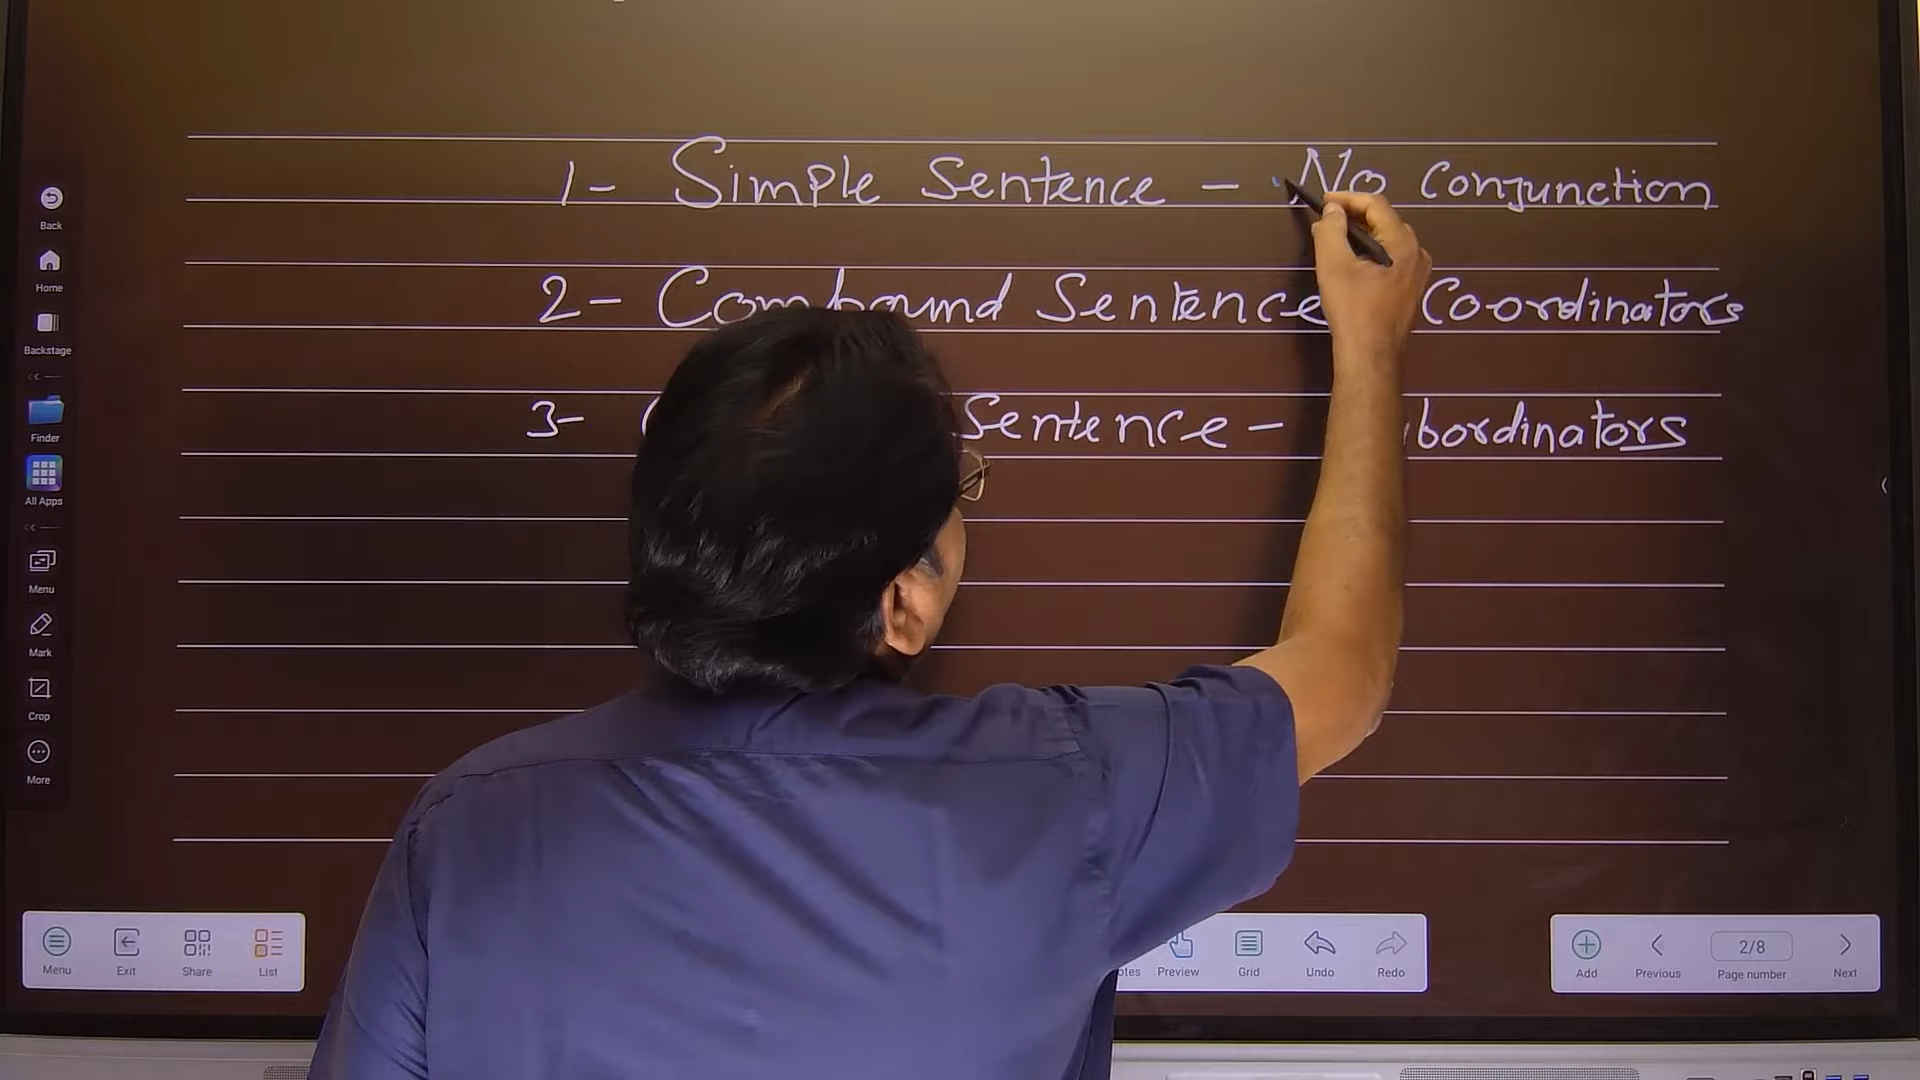 1- Simple Sentence - No Conjunction
2- Compound Sentence Coordinators
3- Sentence - bordinators
Back
Home
Backstage
Finder
All Apps
Menu
Mark
Crop
More
Menu Exit Share List
otes Preview Grid Undo Redo
Add Previous 2/8 Page number Next